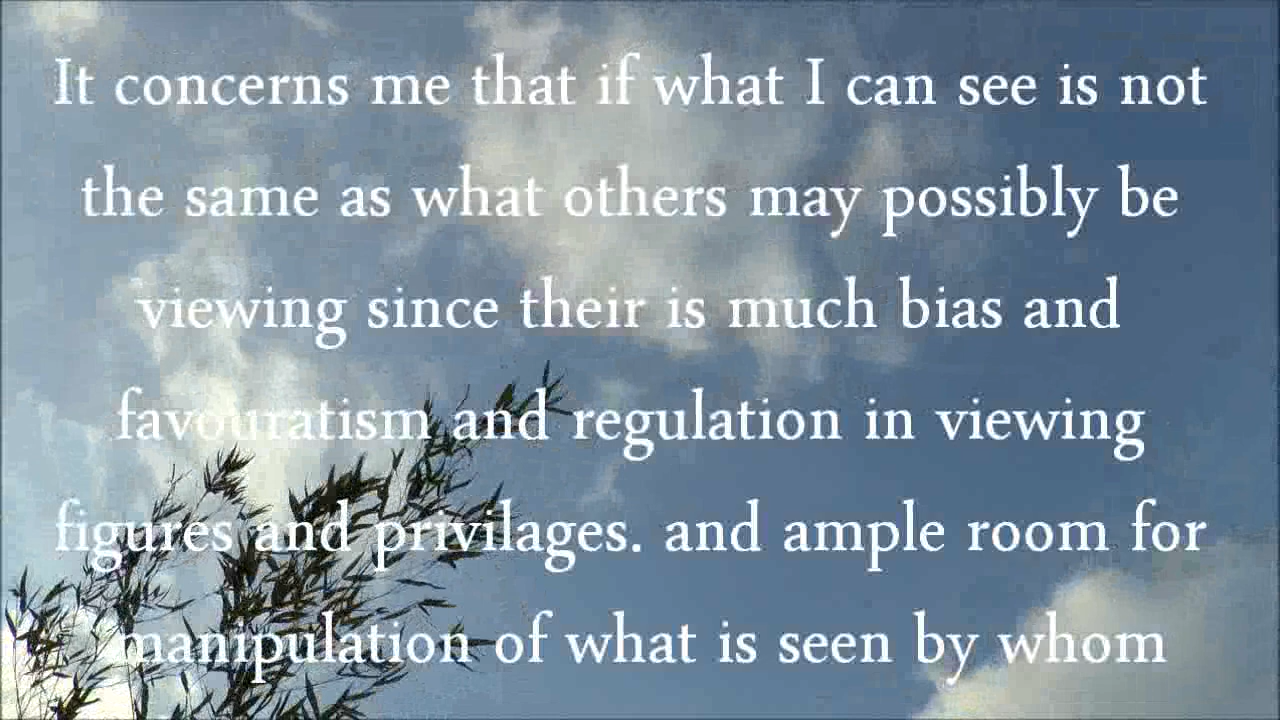 It concerns me that if what I can see is not
the same as what others may possibly be
viewing since their is much bias and
favouratism and regulation in viewing
figures and privilages. and ample room for
manipulation of what is seen by whom